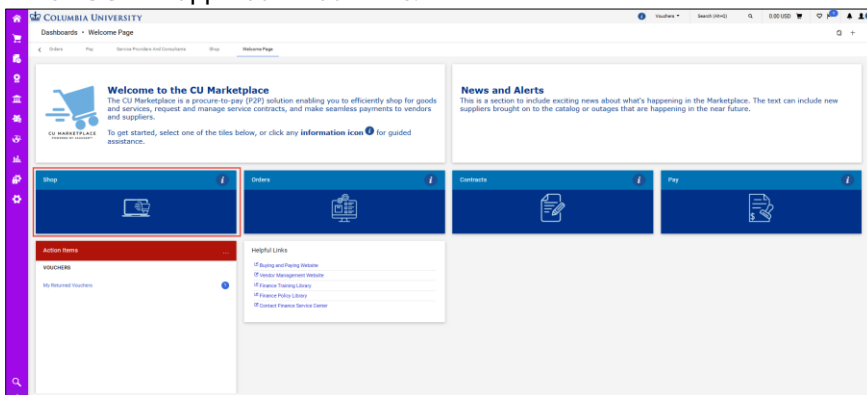 COLUMBIA UNIVERSITY
Vouchers
Search (Alt+Q)
0.00 USD
Dashboards • Welcome Page
Orders
Pay
Service Providers And Consultants
Shop
Welcome Page
Welcome to the CU Marketplace
The CU Marketplace is a procure-to-pay (P2P) solution enabling you to efficiently shop for goods
and services, request and manage service contracts, and make seamless payments to vendors
and suppliers.
To get started, select one of the tiles below, or click any information icon i for guided
assistance.
CU MARKETPLACE
News and Alerts
This is a section to include exciting news about what's happening in the Marketplace. The text can include new
suppliers brought on to the catalog or outages that are happening in the near future.
Shop
Orders
Contracts
Pay
Action Items
...
VOUCHERS
My Returned Vouchers
1
Helpful Links
Buying and Paying Website
Vendor Management Website
Finance Training Library
Finance Policy Library
Contact Finance Service Center